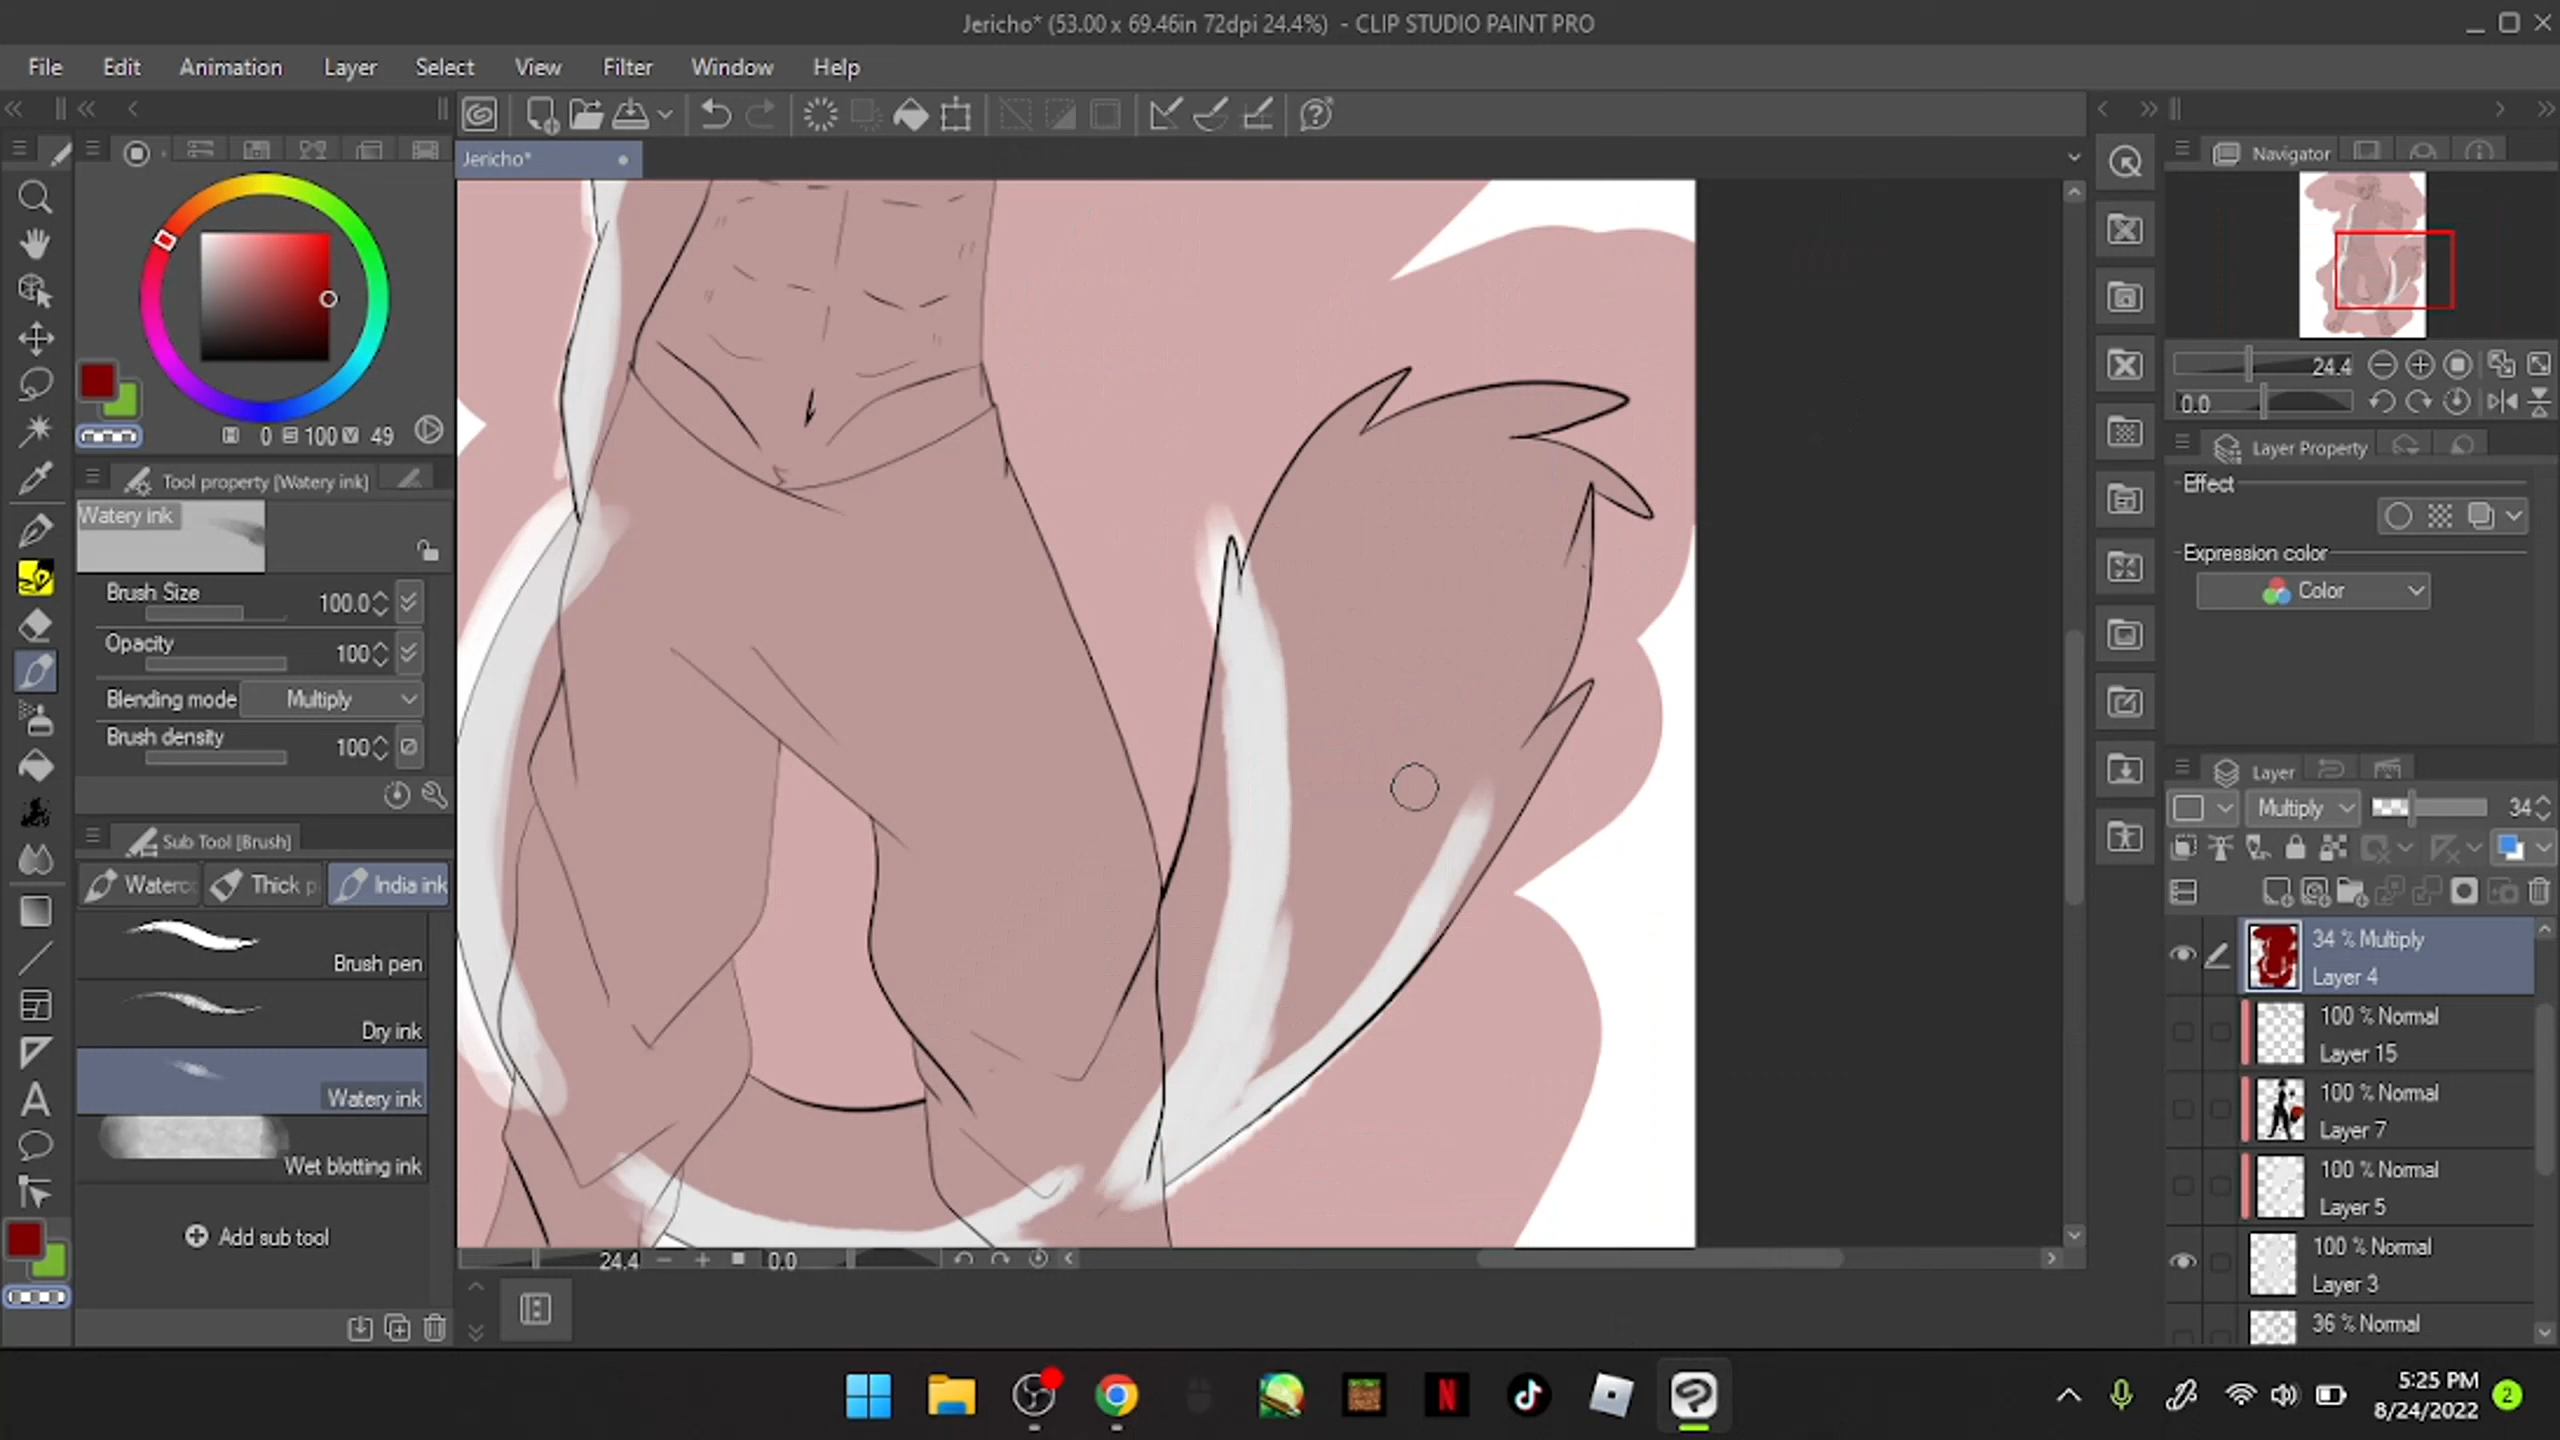 Jericho* (53.00 x 69.46in 72dpi 24.4%) - CLIP STUDIO PAINT PRO
File Edit Animation Layer Select View Filter Window Help
Jericho*
Navigator
24.4
0.0
0 100 49
Layer Property
Tool property [Watery ink]
Effect
Watery ink
Expression color
Color
Brush Size 100.0
Opacity 100
Blending mode Multiply
Brush density 100
Layer
Multiply 34
Sub Tool [Brush]
Waterc Thick p India ink
Brush pen
34 % Multiply
Layer 4
Dry ink
100 % Normal
Layer 15
Watery ink
100 % Normal
Layer 7
Wet blotting ink
100 % Normal
Layer 5
Add sub tool
100 % Normal
Layer 3
24.4 0.0
36 % Normal
5:25 PM
8/24/2022
2